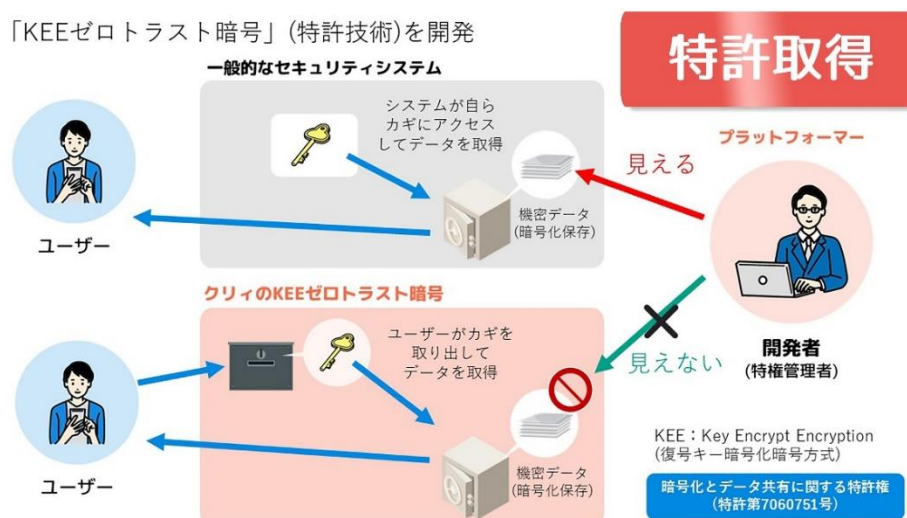 「KEEゼロトラスト暗号」(特許技術)を開発
特許取得
一般的なセキュリティシステム
システムが自ら
カギにアクセス
してデータを取得
機密データ
(暗号化保存)
ユーザー
見える
プラットフォーマー
クリィのKEEゼロトラスト暗号
ユーザーがカギを
取り出して
データを取得
機密データ
(暗号化保存)
ユーザー
見えない
開発者
(特権管理者)
KEE：Key Encrypt Encryption
(復号キー暗号化暗号方式)
暗号化とデータ共有に関する特許権
(特許第7060751号)